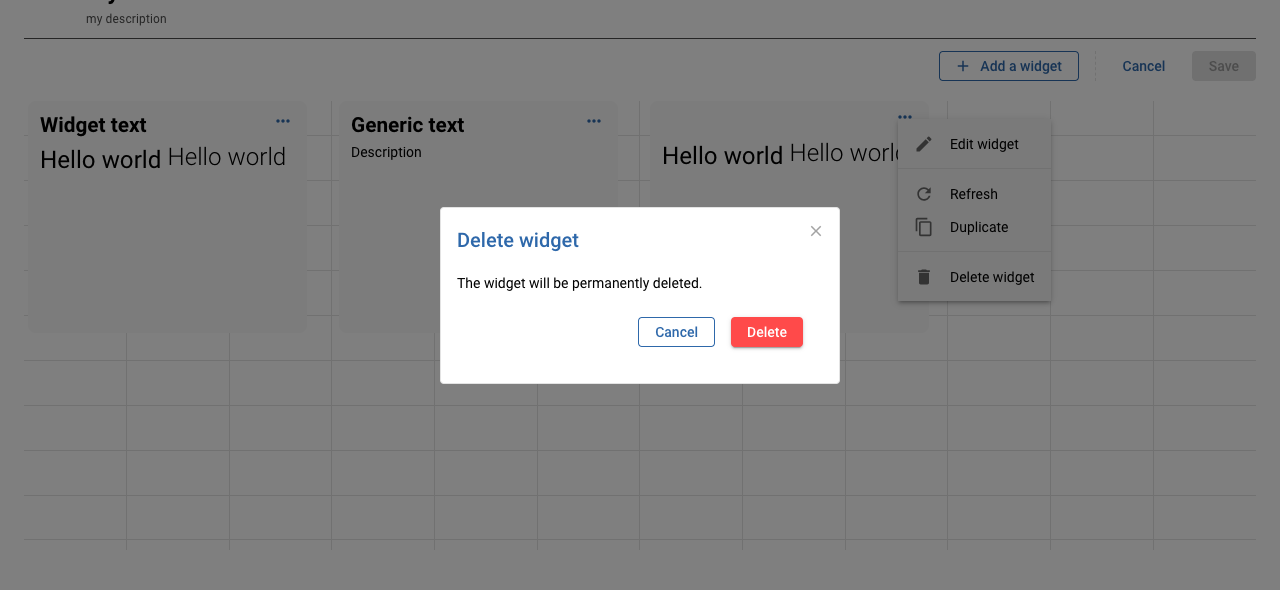 my description
Add a widget
Cancel
Save
Widget text
Hello world Hello world
Generic text
Description
Hello world Hello world
Edit widget
Refresh
Duplicate
Delete widget
Delete widget
The widget will be permanently deleted.
Cancel
Delete